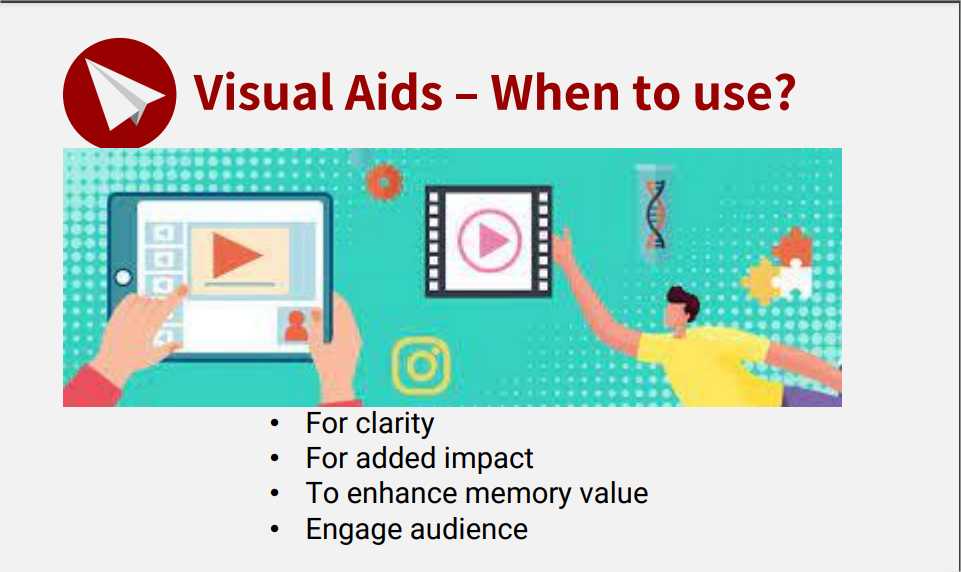 Visual Aids – When to use?
• For clarity
• For added impact
• To enhance memory value
• Engage audience